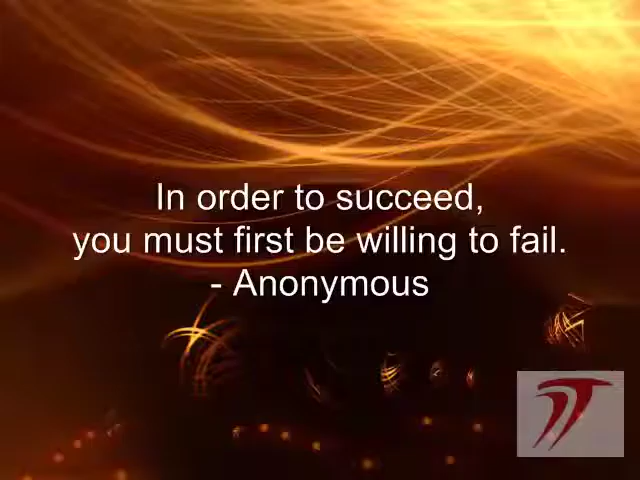 In order to succeed,
you must first be willing to fail.
- Anonymous